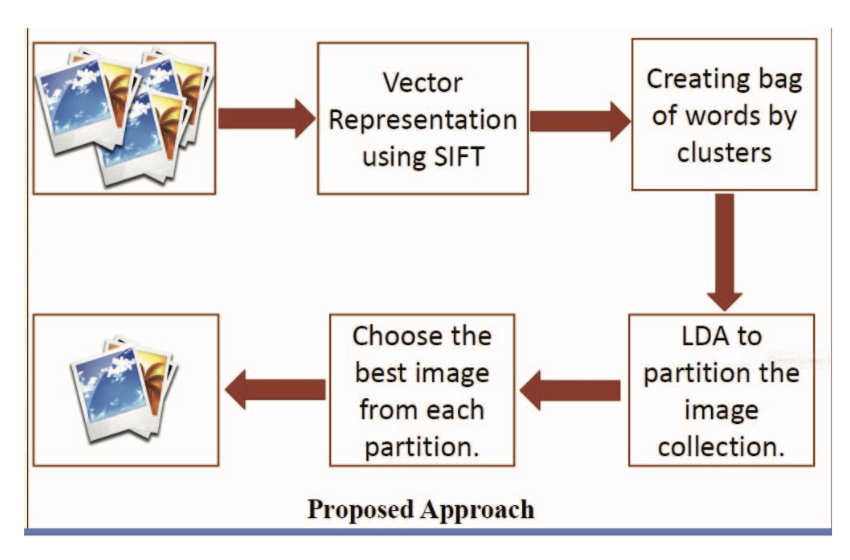 Vector
Representation
using SIFT
Creating bag
of words by
clusters
LDA to
partition the
image
collection.
Choose the
best image
from each
partition.
Proposed Approach